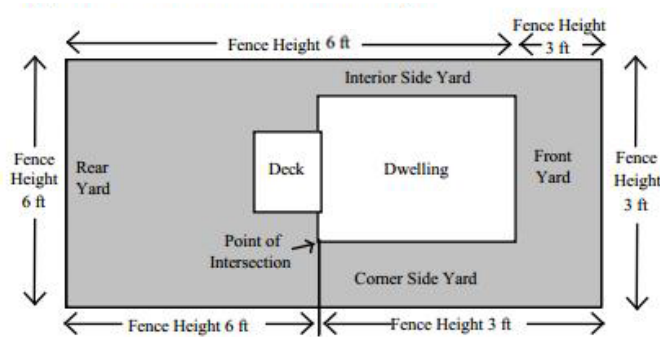 Fence Height 6 ft
Fence Height
3 ft
Interior Side Yard
Fence
Height
6 ft
Rear
Yard
Deck
Dwelling
Front
Yard
Fence
Height
3 ft
Point of
Intersection
Corner Side Yard
Fence Height 6 ft
Fence Height 3 ft